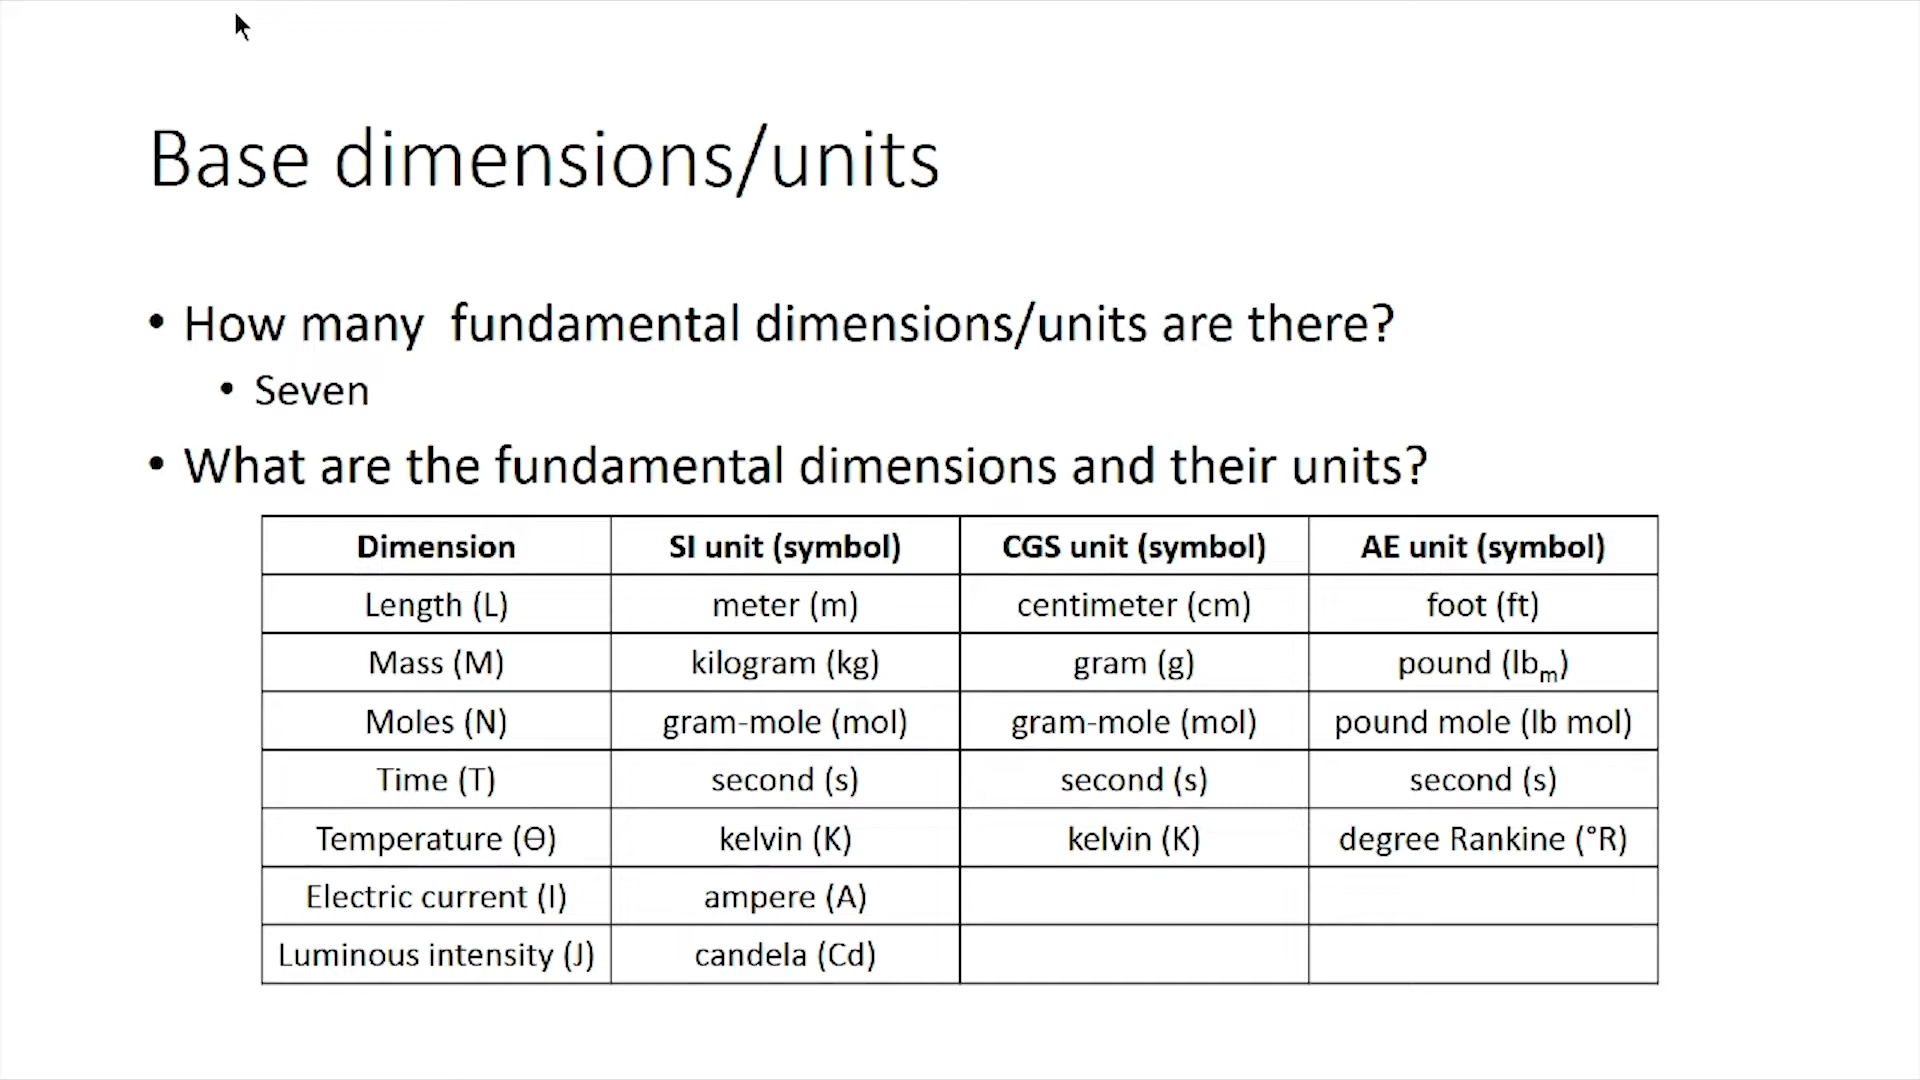 Base dimensions/units
• How many fundamental dimensions/units are there?
• Seven
• What are the fundamental dimensions and their units?
Dimension SI unit (symbol) CGS unit (symbol) AE unit (symbol)
Length (L) meter (m) centimeter (cm) foot (ft)
Mass (M) kilogram (kg) gram (g) pound (lbm)
Moles (N) gram-mole (mol) gram-mole (mol) pound mole (lb mol)
Time (T) second (s) second (s) second (s)
Temperature (Θ) kelvin (K) kelvin (K) degree Rankine (°R)
Electric current (I) ampere (A)
Luminous intensity (J) candela (Cd)